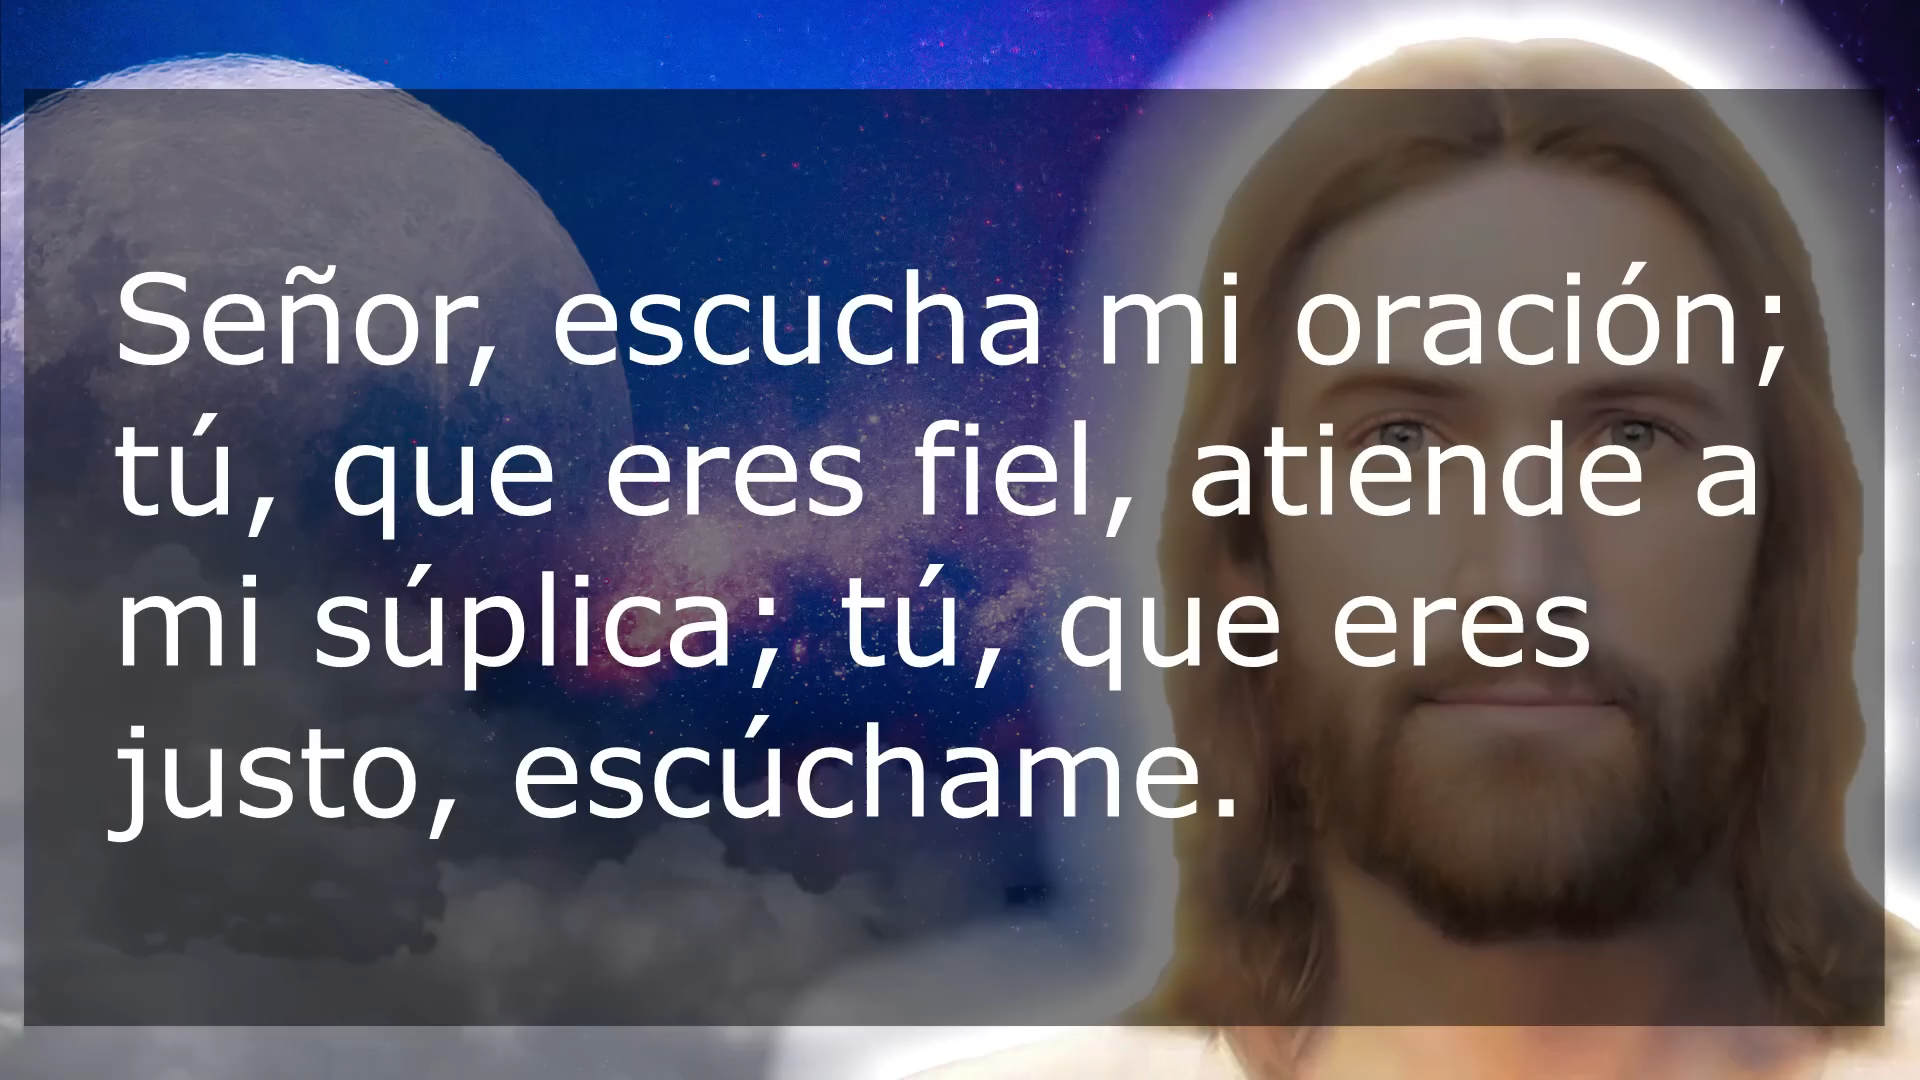 Señor, escucha mi oración;
tú, que eres fiel, atiende a
mi súplica; tú, que eres
justo, escúchame.